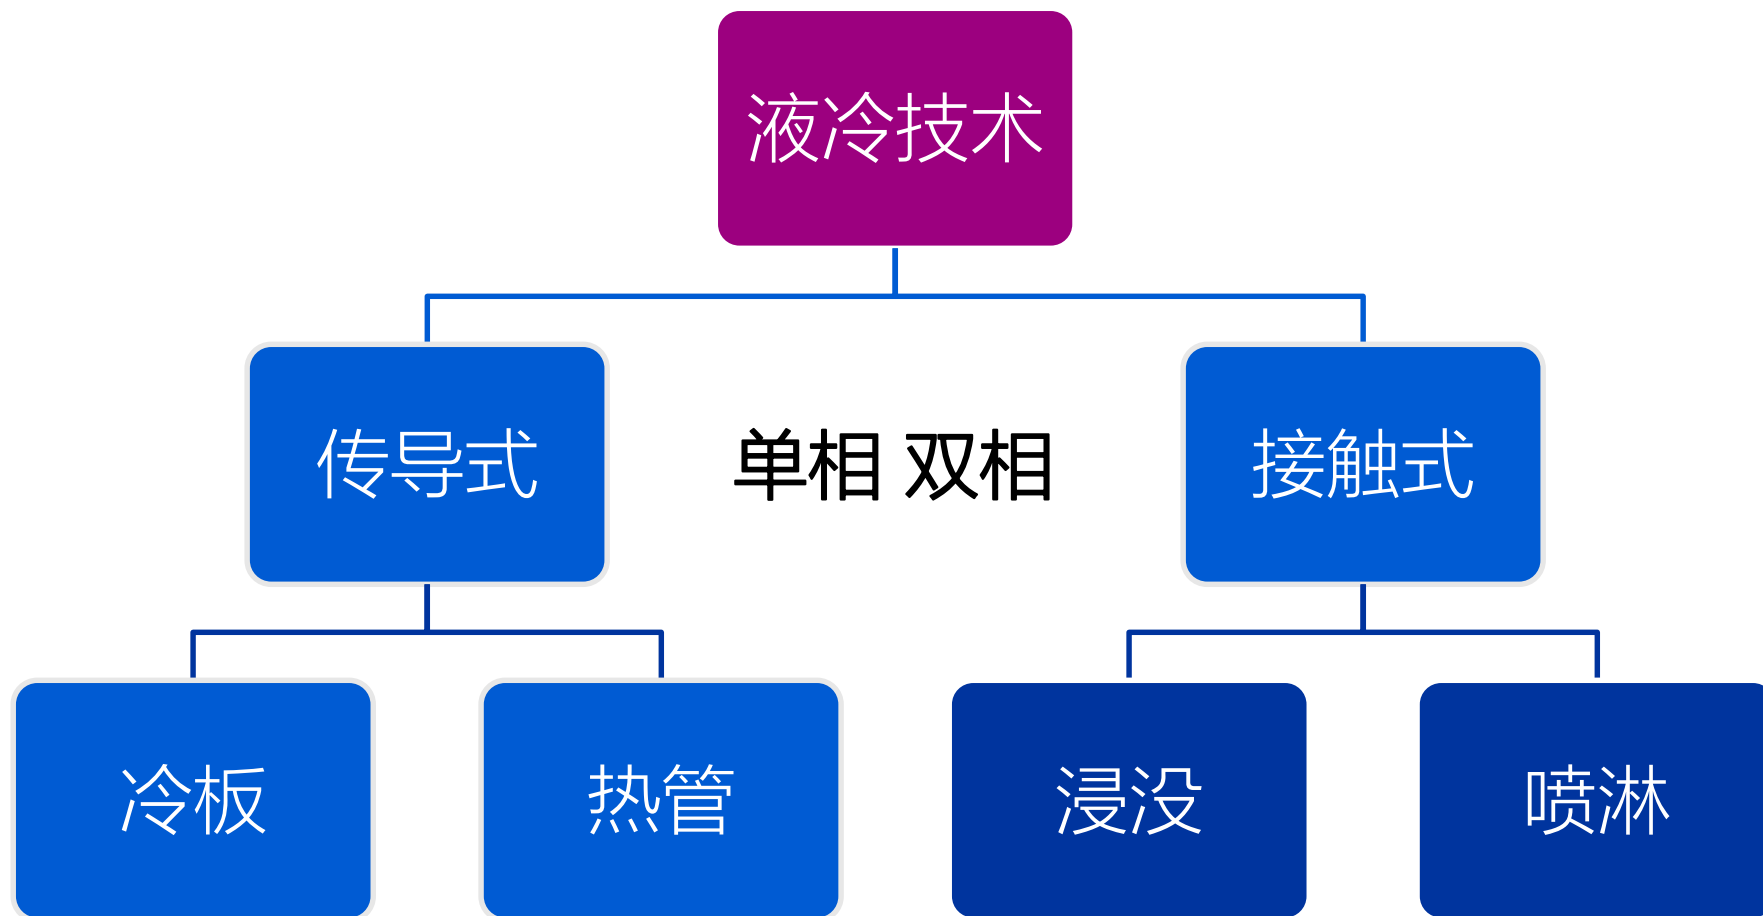 液冷技术
传导式
单相 双相
接触式
冷板
热管
浸没
喷淋